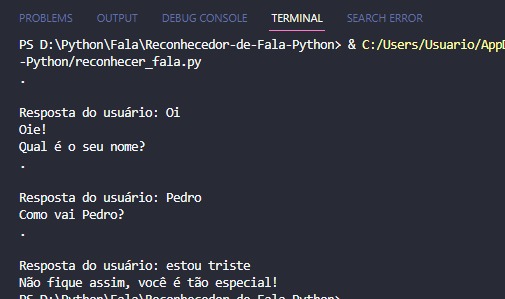 PROBLEMS OUTPUT DEBUG CONSOLE TERMINAL SEARCH ERROR
PS D:\Python\Fala\Reconhecedor-de-Fala-Python> & C:/Users/Usuario/AppD
-Python/reconhecer_fala.py
.
Resposta do usuário: Oi
Oie!
Qual é o seu nome?
.
Resposta do usuário: Pedro
Como vai Pedro?
.
Resposta do usuário: estou triste
Não fique assim, você é tão especial!
PS D:\Python\Fala\Reconhecedor-de-Fala-Python>